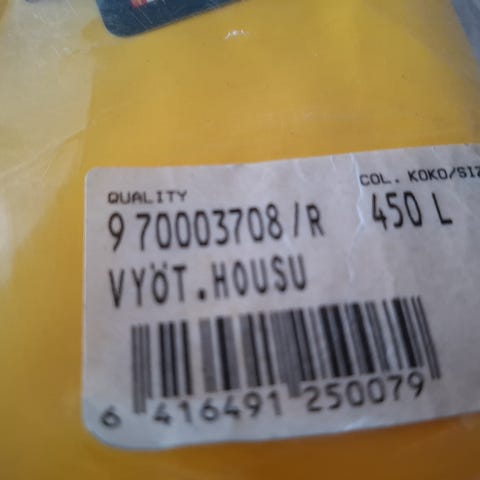 QUALITY COL. KOKO/SIZ
9 70003708/R 450 L
VYÖT.HOUSU
6 416491 250079